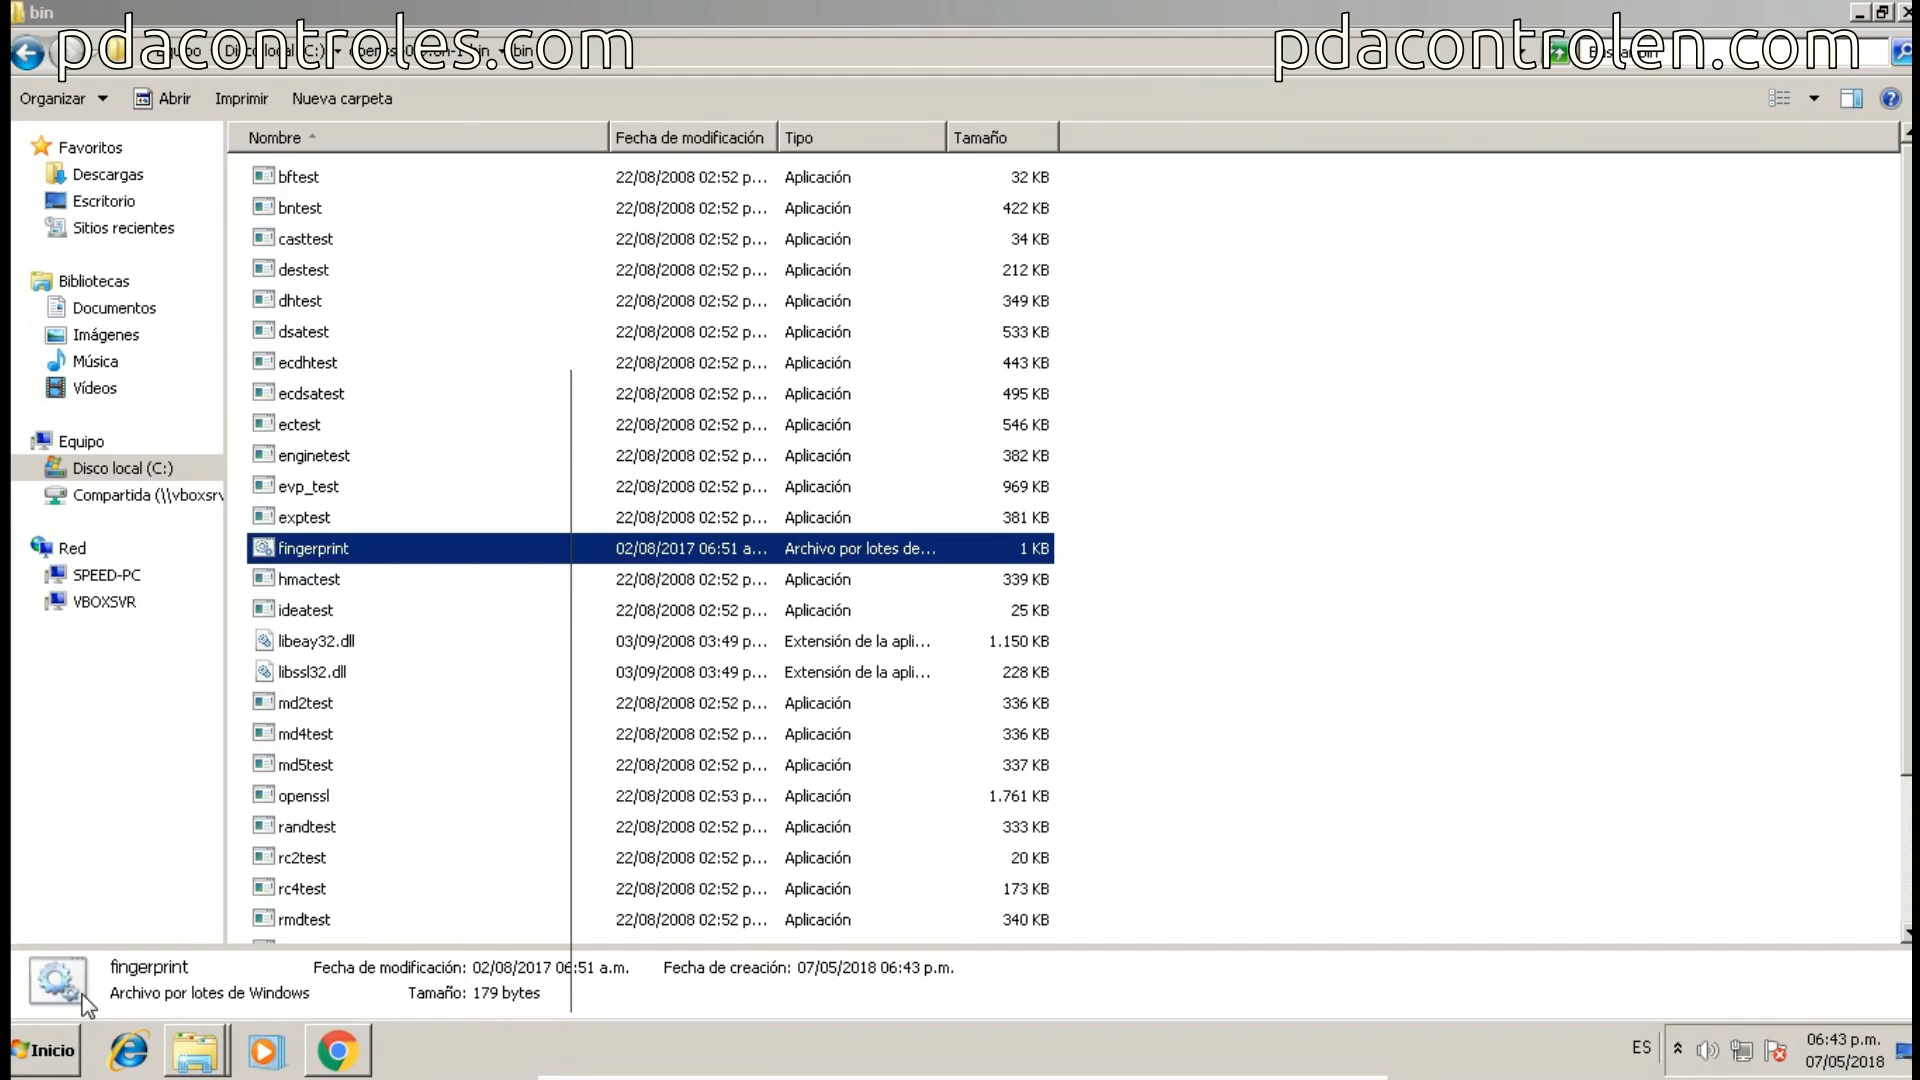 bin
pdacontroles.com
pdacontrolen.com
Disco local (C:)
bin
Organizar
Abrir
Imprimir
Nueva carpeta
Nombre
Fecha de modificación
Tipo
Tamaño
Favoritos
Descargas
Escritorio
Sitios recientes
Bibliotecas
Documentos
Imágenes
Música
Vídeos
Equipo
Disco local (C:)
Compartida (\\vboxsrv
Red
SPEED-PC
VBOXSVR
bftest 22/08/2008 02:52 p... Aplicación 32 KB
bntest 22/08/2008 02:52 p... Aplicación 422 KB
casttest 22/08/2008 02:52 p... Aplicación 34 KB
destest 22/08/2008 02:52 p... Aplicación 212 KB
dhtest 22/08/2008 02:52 p... Aplicación 349 KB
dsatest 22/08/2008 02:52 p... Aplicación 533 KB
ecdhtest 22/08/2008 02:52 p... Aplicación 443 KB
ecdsatest 22/08/2008 02:52 p... Aplicación 495 KB
ectest 22/08/2008 02:52 p... Aplicación 546 KB
enginetest 22/08/2008 02:52 p... Aplicación 382 KB
evp_test 22/08/2008 02:52 p... Aplicación 969 KB
exptest 22/08/2008 02:52 p... Aplicación 381 KB
fingerprint 02/08/2017 06:51 a... Archivo por lotes de... 1 KB
hmactest 22/08/2008 02:52 p... Aplicación 339 KB
ideatest 22/08/2008 02:52 p... Aplicación 25 KB
libeay32.dll 03/09/2008 03:49 p... Extensión de la apli... 1.150 KB
libssl32.dll 03/09/2008 03:49 p... Extensión de la apli... 228 KB
md2test 22/08/2008 02:52 p... Aplicación 336 KB
md4test 22/08/2008 02:52 p... Aplicación 336 KB
md5test 22/08/2008 02:52 p... Aplicación 337 KB
openssl 22/08/2008 02:53 p... Aplicación 1.761 KB
randtest 22/08/2008 02:52 p... Aplicación 333 KB
rc2test 22/08/2008 02:52 p... Aplicación 20 KB
rc4test 22/08/2008 02:52 p... Aplicación 173 KB
rmdtest 22/08/2008 02:52 p... Aplicación 340 KB
fingerprint Fecha de modificación: 02/08/2017 06:51 a.m. Fecha de creación: 07/05/2018 06:43 p.m.
Archivo por lotes de Windows Tamaño: 179 bytes
Inicio
ES
06:43 p.m.
07/05/2018